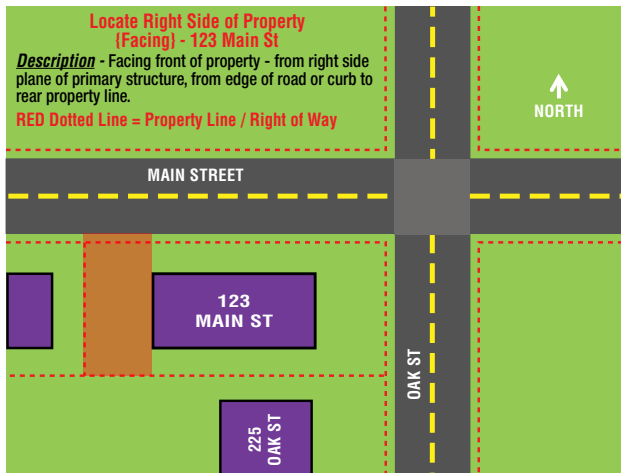 Locate Right Side of Property
{Facing} - 123 Main St
Description - Facing front of property - from right side
plane of primary structure, from edge of road or curb to
rear property line.
RED Dotted Line = Property Line / Right of Way
NORTH
MAIN STREET
123
MAIN ST
OAK ST
225
OAK ST